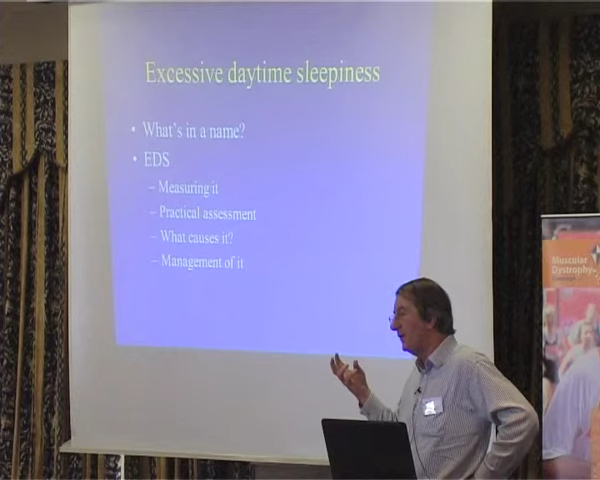 Excessive daytime sleepiness
• What's in a name?
• EDS
– Measuring it
– Practical assessment
– What causes it?
– Management of it
Muscular
Dystrophy